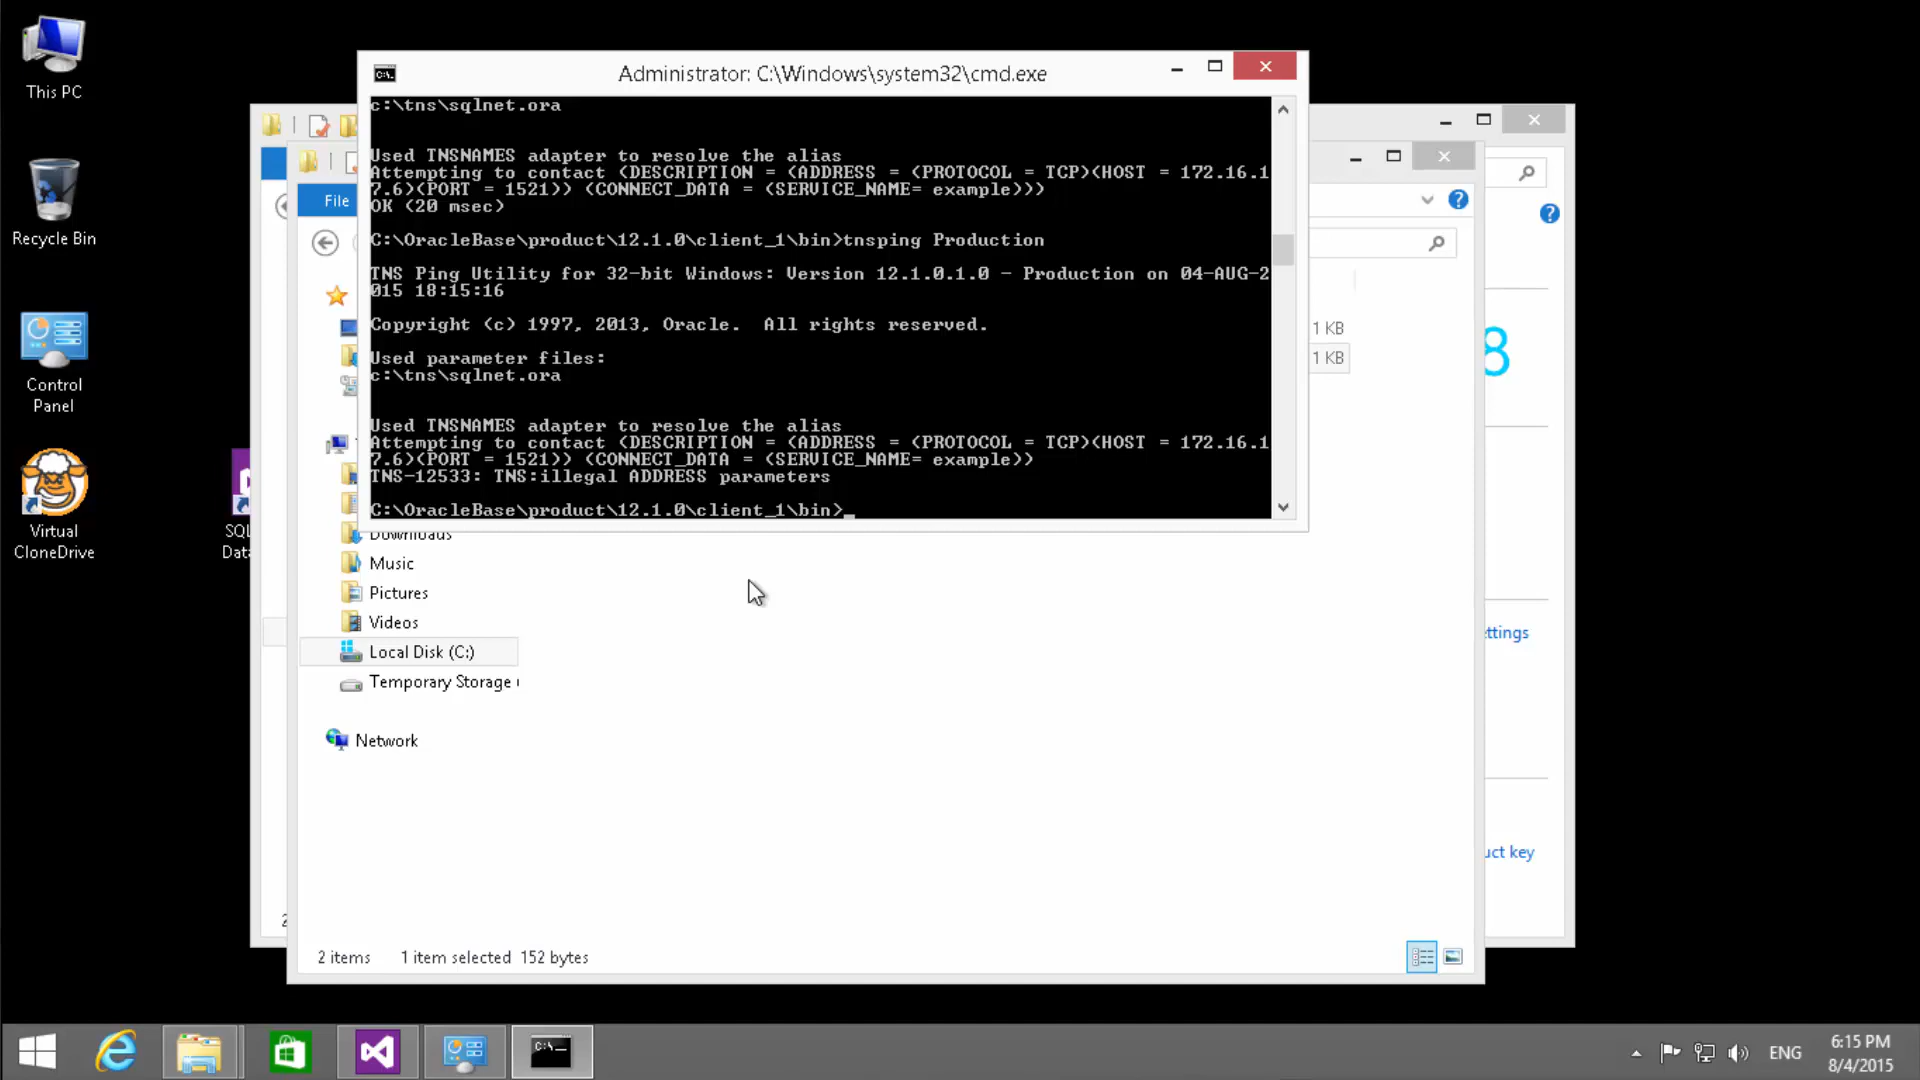 This PC
Recycle Bin
Control
Panel
Virtual
CloneDrive
SQL
Data
Administrator: C:\Windows\system32\cmd.exe
c:\tns\sqlnet.ora
Used TNSNAMES adapter to resolve the alias
Attempting to contact (DESCRIPTION = (ADDRESS = (PROTOCOL = TCP)(HOST = 172.16.1
7.6)(PORT = 1521)) (CONNECT_DATA = (SERVICE_NAME= example)))
OK (20 msec)
C:\OracleBase\product\12.1.0\client_1\bin>tnsping Production
TNS Ping Utility for 32-bit Windows: Version 12.1.0.1.0 - Production on 04-AUG-2
015 18:15:16
Copyright (c) 1997, 2013, Oracle.  All rights reserved.
Used parameter files:
c:\tns\sqlnet.ora
Used TNSNAMES adapter to resolve the alias
Attempting to contact (DESCRIPTION = (ADDRESS = (PROTOCOL = TCP)(HOST = 172.16.1
7.6)(PORT = 1521)) (CONNECT_DATA = (SERVICE_NAME= example))
TNS-12533: TNS:illegal ADDRESS parameters
C:\OracleBase\product\12.1.0\client_1\bin>_
File
1 KB
1 KB
8
Downloads
Music
Pictures
Videos
Local Disk (C:)
Temporary Storage
Network
ttings
uct key
2 items 1 item selected 152 bytes
ENG
6:15 PM
8/4/2015